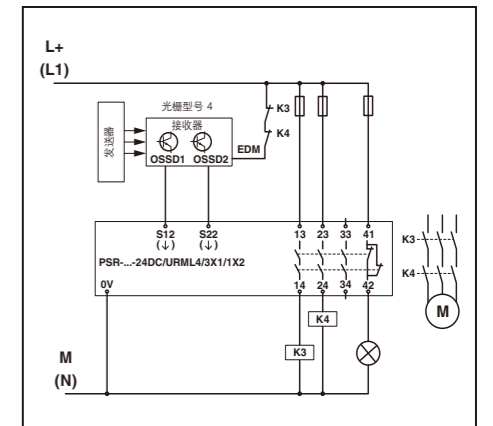 L+
(L1)
光栅型号 4
接收器
发送器
OSSD1 OSSD2
EDM
K3
K4
S12 S22 13 23 33 41
(↓) (↓)
PSR-...-24DC/URML4/3X1/1X2
0V 14 24 34 42
K3
K4
M
K4
K3
M
(N)